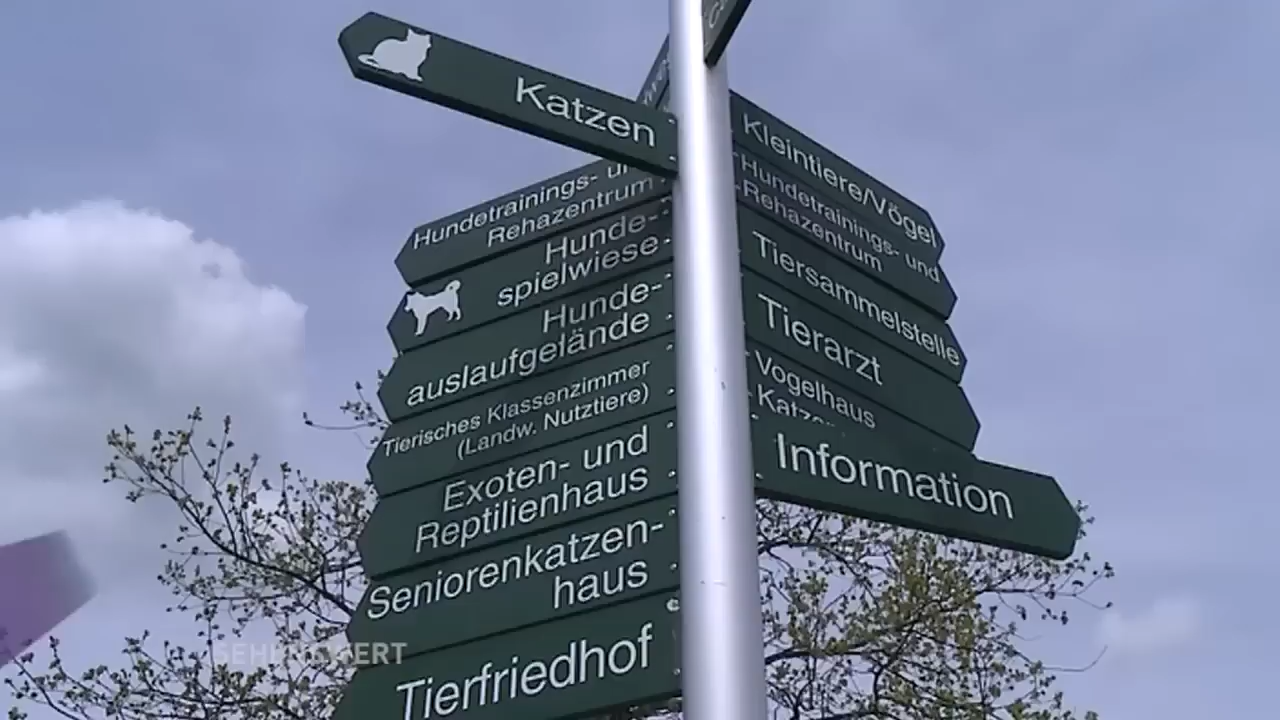 Katzen
Hundetrainings- und
Rehazentrum
Hunde-
spielwiese
Hunde-
auslaufgelände
Tierisches Klassenzimmer
(Landw. Nutztiere)
Exoten- und
Reptilienhaus
Seniorenkatzen-
haus
Tierfriedhof
Kleintiere/Vögel
Hundetrainings- und
Rehazentrum
Tiersammelstelle
Tierarzt
Vogelhaus
Information